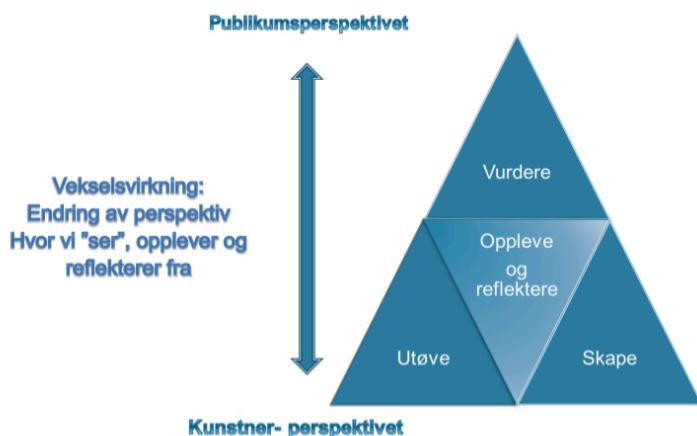 Publikumsperspektivet
Vekselsvirkning:
Endring av perspektiv
Hvor vi ”ser”, opplever og
reflekterer fra
Vurdere
Oppleve
og
reflektere
Utøve
Skape
Kunstner- perspektivet